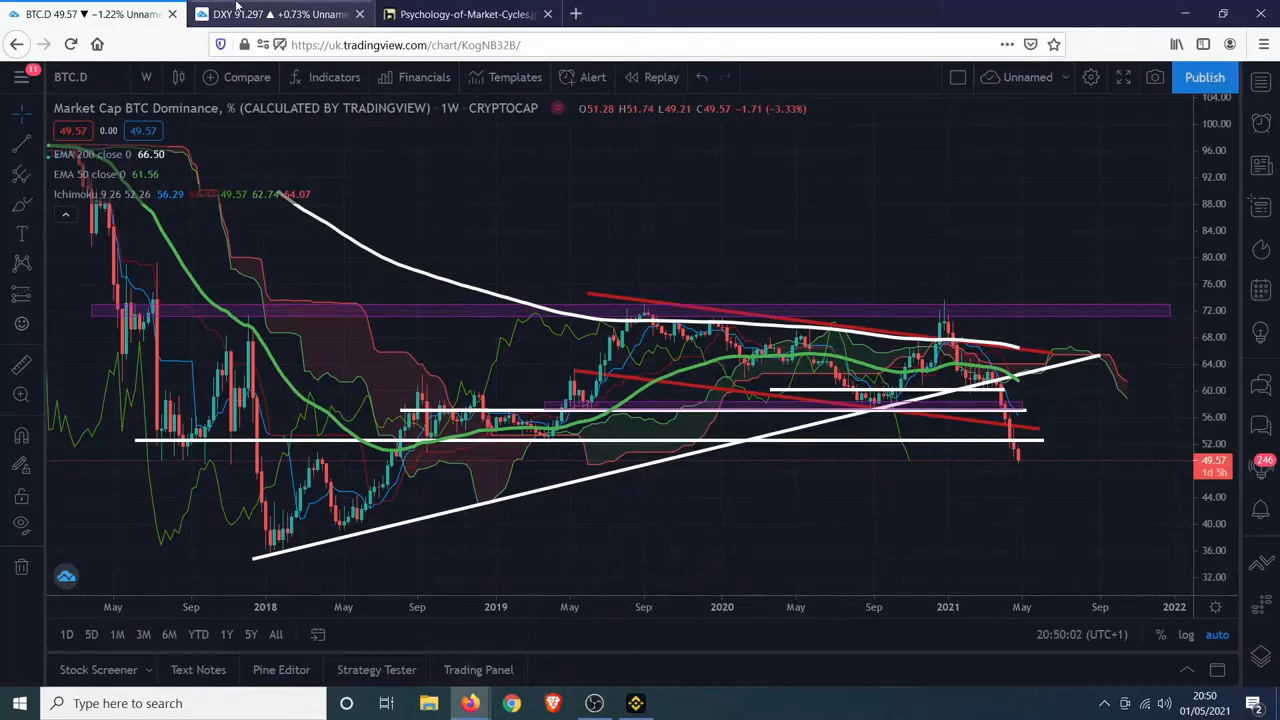 BTC.D 49.57 ▼ −1.22% Unname
DXY 91.297 ▲ +0.73% Unname
Psychology-of-Market-Cycles.j
https://uk.tradingview.com/chart/KogNB32B/
11
BTC.D
W
Compare
Indicators
Financials
Templates
Alert
Replay
Unnamed
Publish
Market Cap BTC Dominance, % (CALCULATED BY TRADINGVIEW) · 1W · CRYPTOCAP
O51.28 H51.74 L49.21 C49.57 −1.71 (−3.33%)
49.57 0.00 49.57
EMA 200 close 0 66.50
EMA 50 close 0 61.56
Ichimoku 9 26 52 26 56.29 49.57 62.74 64.07
104.00
100.00
96.00
92.00
88.00
84.00
80.00
76.00
72.00
68.00
64.00
60.00
56.00
52.00
49.57
1d 5h
44.00
40.00
36.00
32.00
246
May Sep 2018 May Sep 2019 May Sep 2020 May Sep 2021 May Sep 2022
1D 5D 1M 3M 6M YTD 1Y 5Y All
20:50:02 (UTC+1) % log auto
Stock Screener Text Notes Pine Editor Strategy Tester Trading Panel
Type here to search
20:50
01/05/2021
2